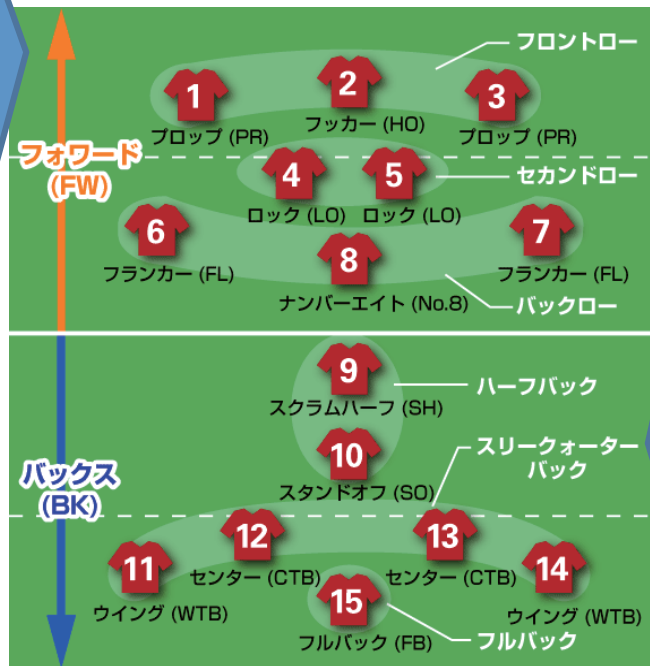 フロントロー
1
2
3
プロップ (PR)
フッカー (HO)
プロップ (PR)
フォワード
(FW)
4
5
セカンドロー
ロック (LO)
ロック (LO)
6
7
8
フランカー (FL)
フランカー (FL)
ナンバーエイト (No.8)
バックロー
9
ハーフバック
スクラムハーフ (SH)
10
スタンドオフ (SO)
スリークォーター
バック
バックス
(BK)
12
13
センター (CTB)
センター (CTB)
11
14
ウイング (WTB)
ウイング (WTB)
15
フルバック (FB)
フルバック